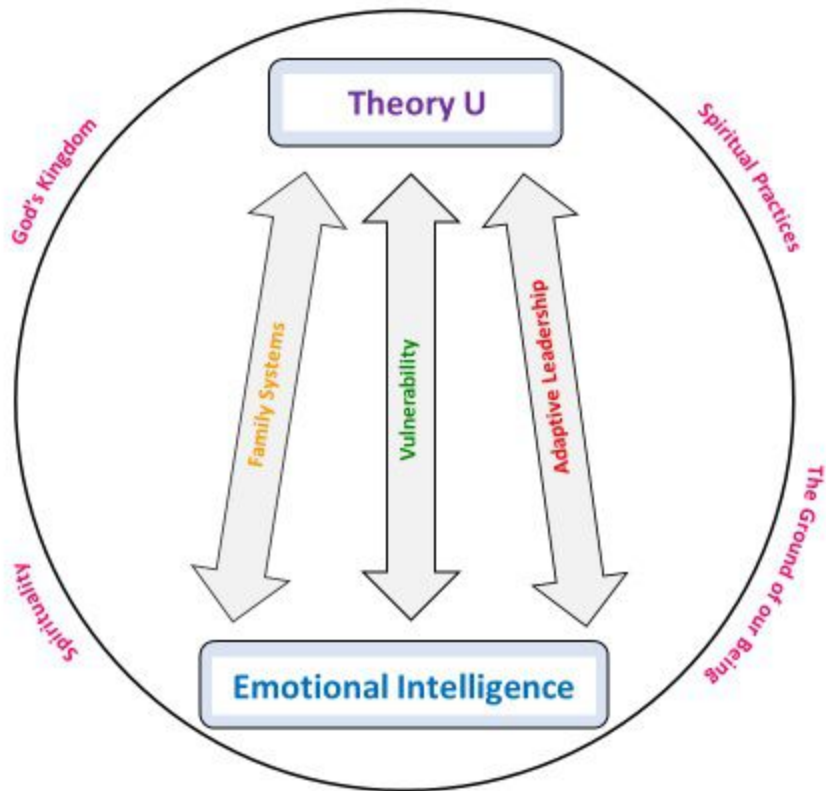 Theory U
God's Kingdom
Spiritual Practices
Family Systems
Vulnerability
Adaptive Leadership
Spirituality
The Ground of our Being
Emotional Intelligence